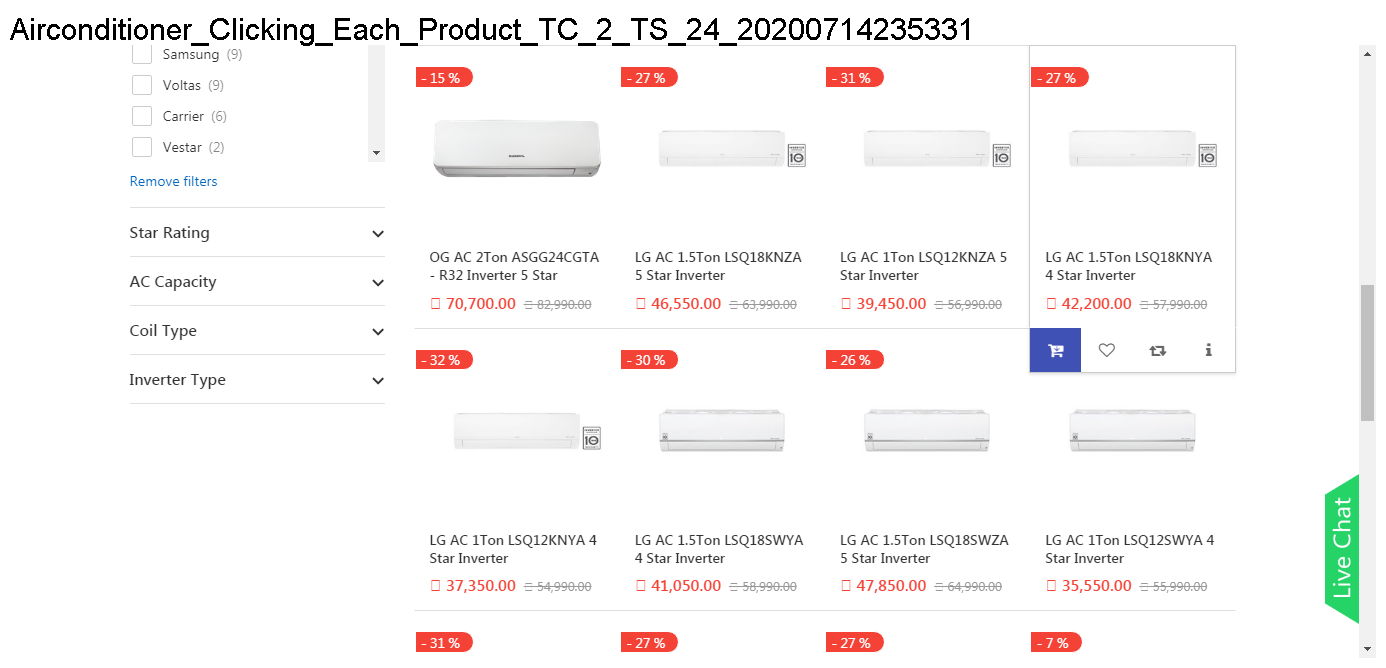 Airconditioner_Clicking_Each_Product_TC_2_TS_24_20200714235331
Samsung (9)
Voltas (9)
Carrier (6)
Vestar (2)
Remove filters
Star Rating
AC Capacity
Coil Type
Inverter Type
- 15 %
- 27 %
- 31 %
- 27 %
10
10
10
OG AC 2Ton ASGG24CGTA
- R32 Inverter 5 Star
70,700.00 82,990.00
LG AC 1.5Ton LSQ18KNZA
5 Star Inverter
46,550.00 63,990.00
LG AC 1Ton LSQ12KNZA 5
Star Inverter
39,450.00 56,990.00
LG AC 1.5Ton LSQ18KNYA
4 Star Inverter
42,200.00 57,990.00
- 32 %
- 30 %
- 26 %
10
LG AC 1Ton LSQ12KNYA 4
Star Inverter
37,350.00 54,990.00
LG AC 1.5Ton LSQ18SWYA
4 Star Inverter
41,050.00 58,990.00
LG AC 1.5Ton LSQ18SWZA
5 Star Inverter
47,850.00 64,990.00
LG AC 1Ton LSQ12SWYA 4
Star Inverter
35,550.00 55,990.00
- 31 %
- 27 %
- 27 %
- 7 %
Live Chat